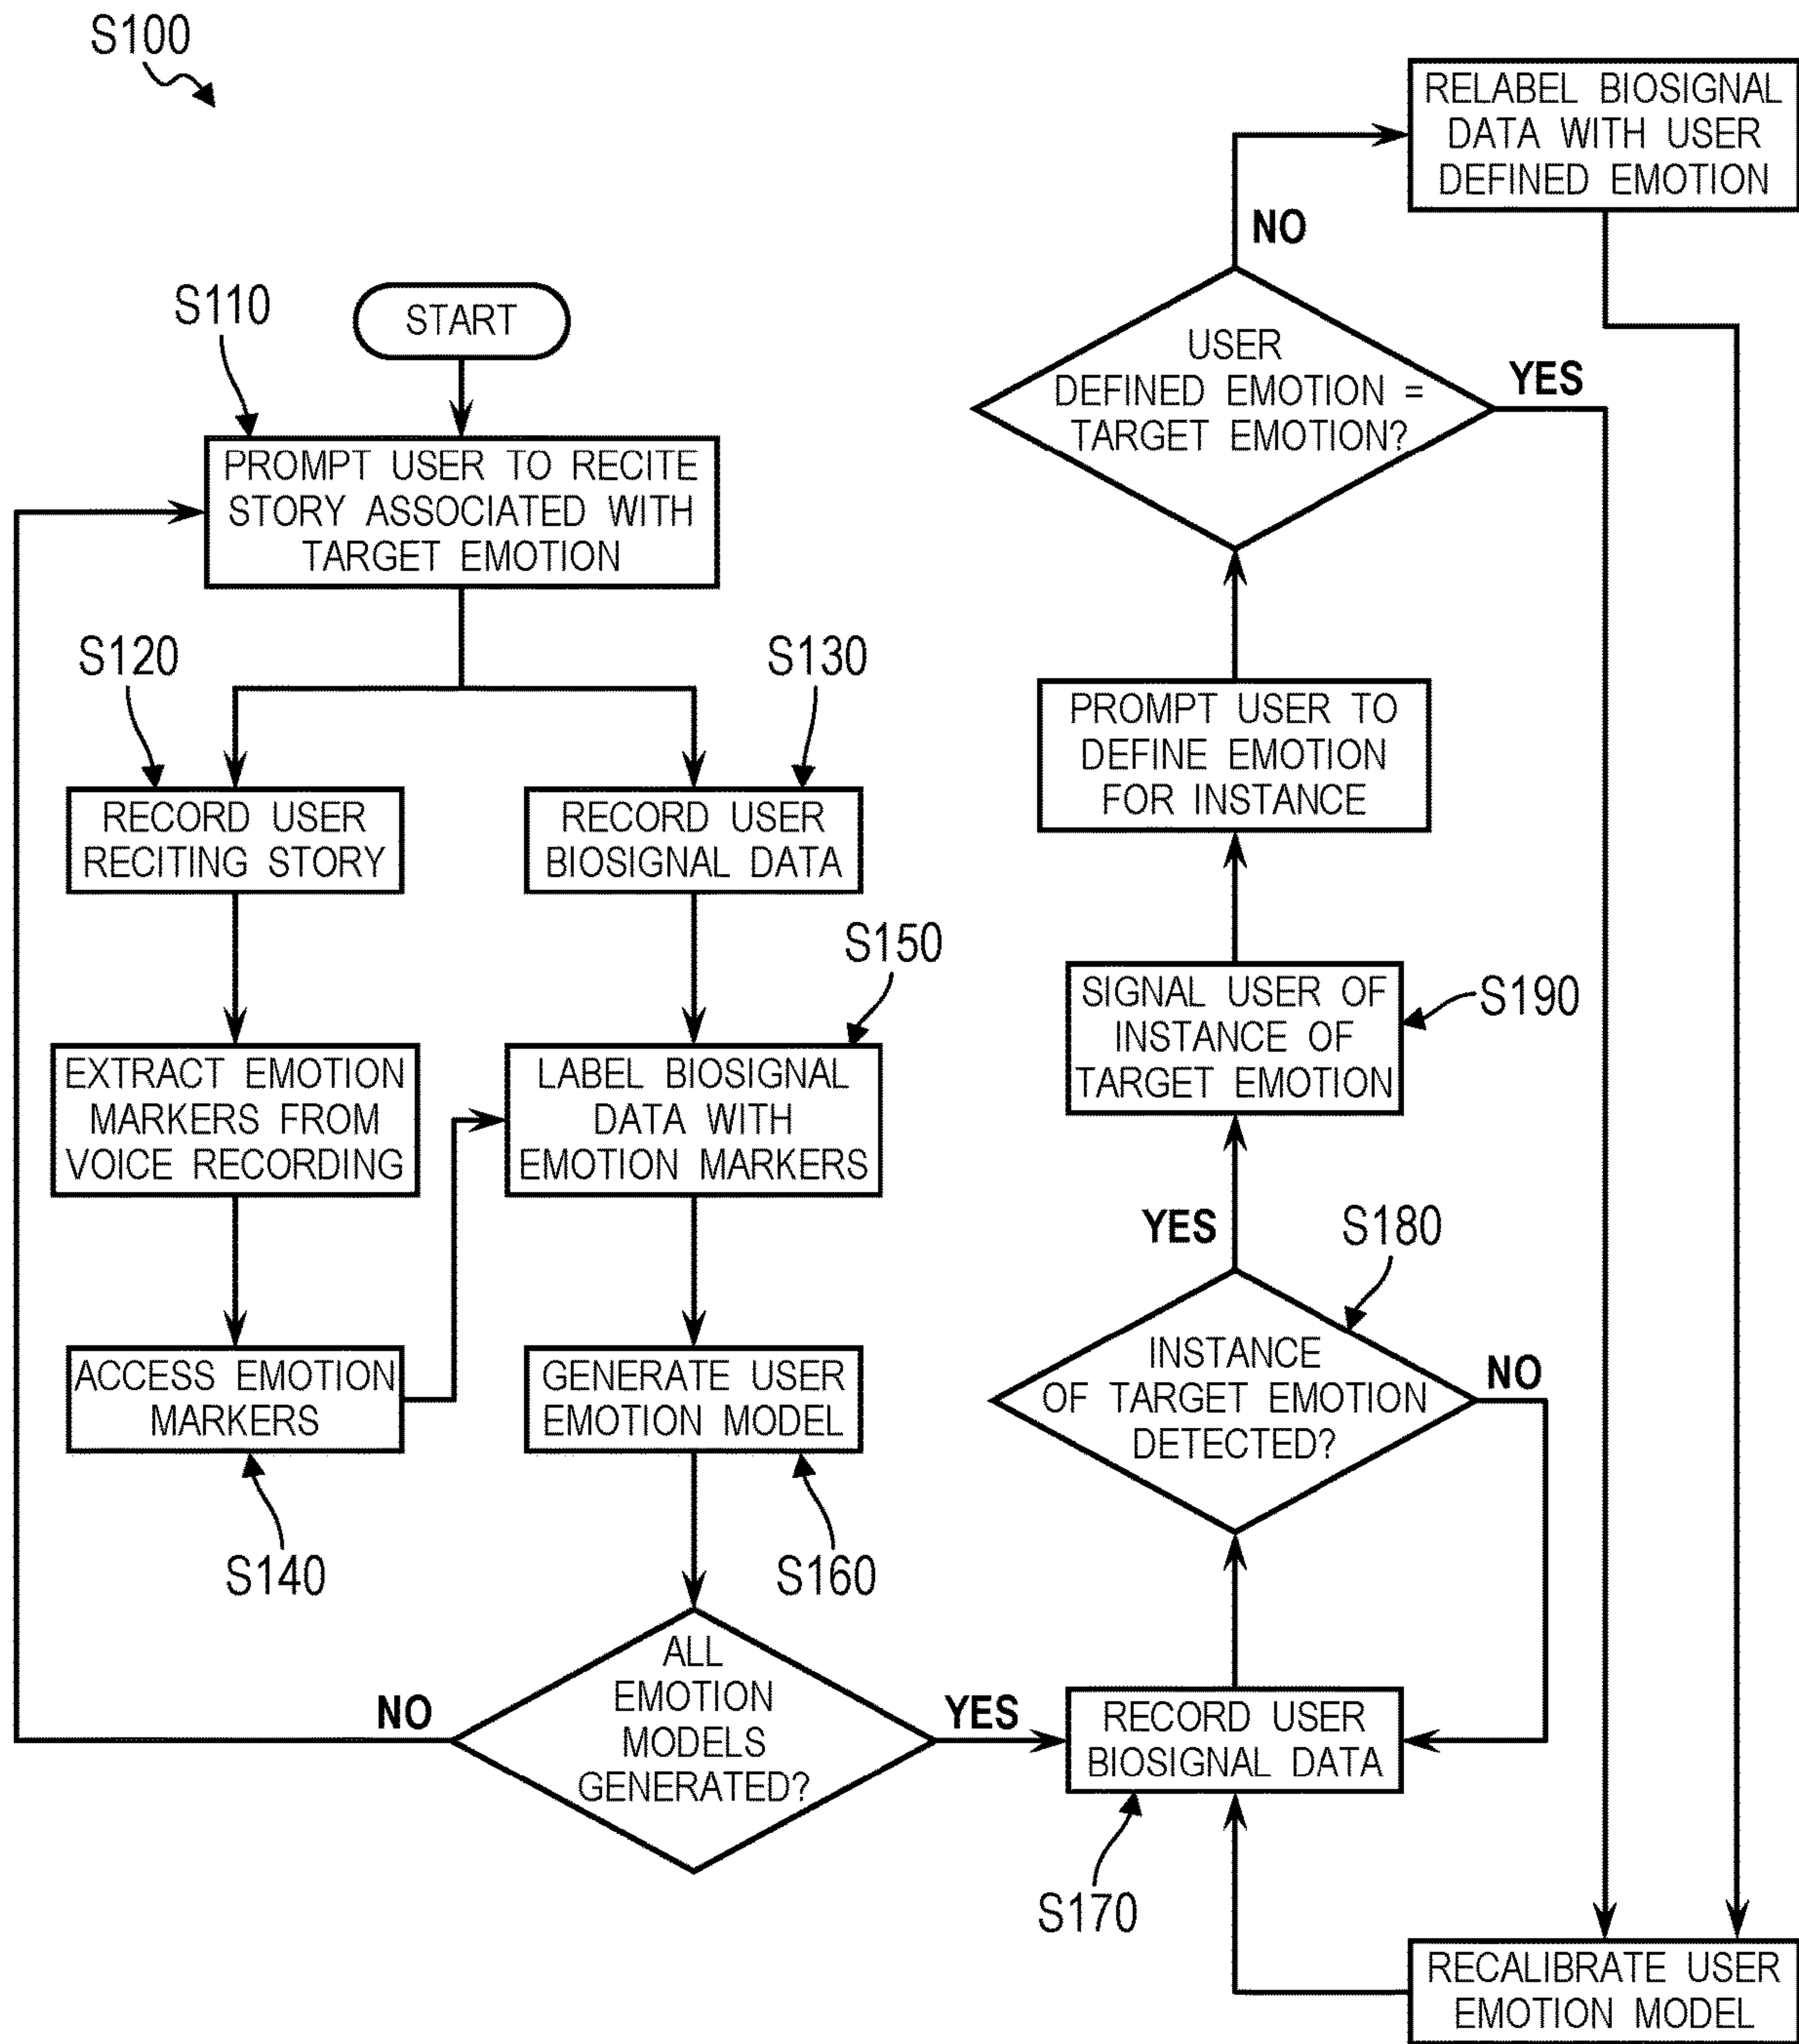 S100
S110
START
PROMPT USER TO RECITE
STORY ASSOCIATED WITH
TARGET EMOTION
S120
S130
RECORD USER
RECITING STORY
RECORD USER
BIOSIGNAL DATA
S150
EXTRACT EMOTION
MARKERS FROM
VOICE RECORDING
LABEL BIOSIGNAL
DATA WITH
EMOTION MARKERS
ACCESS EMOTION
MARKERS
GENERATE USER
EMOTION MODEL
S140
S160
ALL
EMOTION
MODELS
GENERATED?
NO
YES
RECORD USER
BIOSIGNAL DATA
S170
INSTANCE
OF TARGET EMOTION
DETECTED?
S180
NO
YES
SIGNAL USER OF
INSTANCE OF
TARGET EMOTION
S190
PROMPT USER TO
DEFINE EMOTION
FOR INSTANCE
USER
DEFINED EMOTION =
TARGET EMOTION?
YES
NO
RELABEL BIOSIGNAL
DATA WITH USER
DEFINED EMOTION
RECALIBRATE USER
EMOTION MODEL